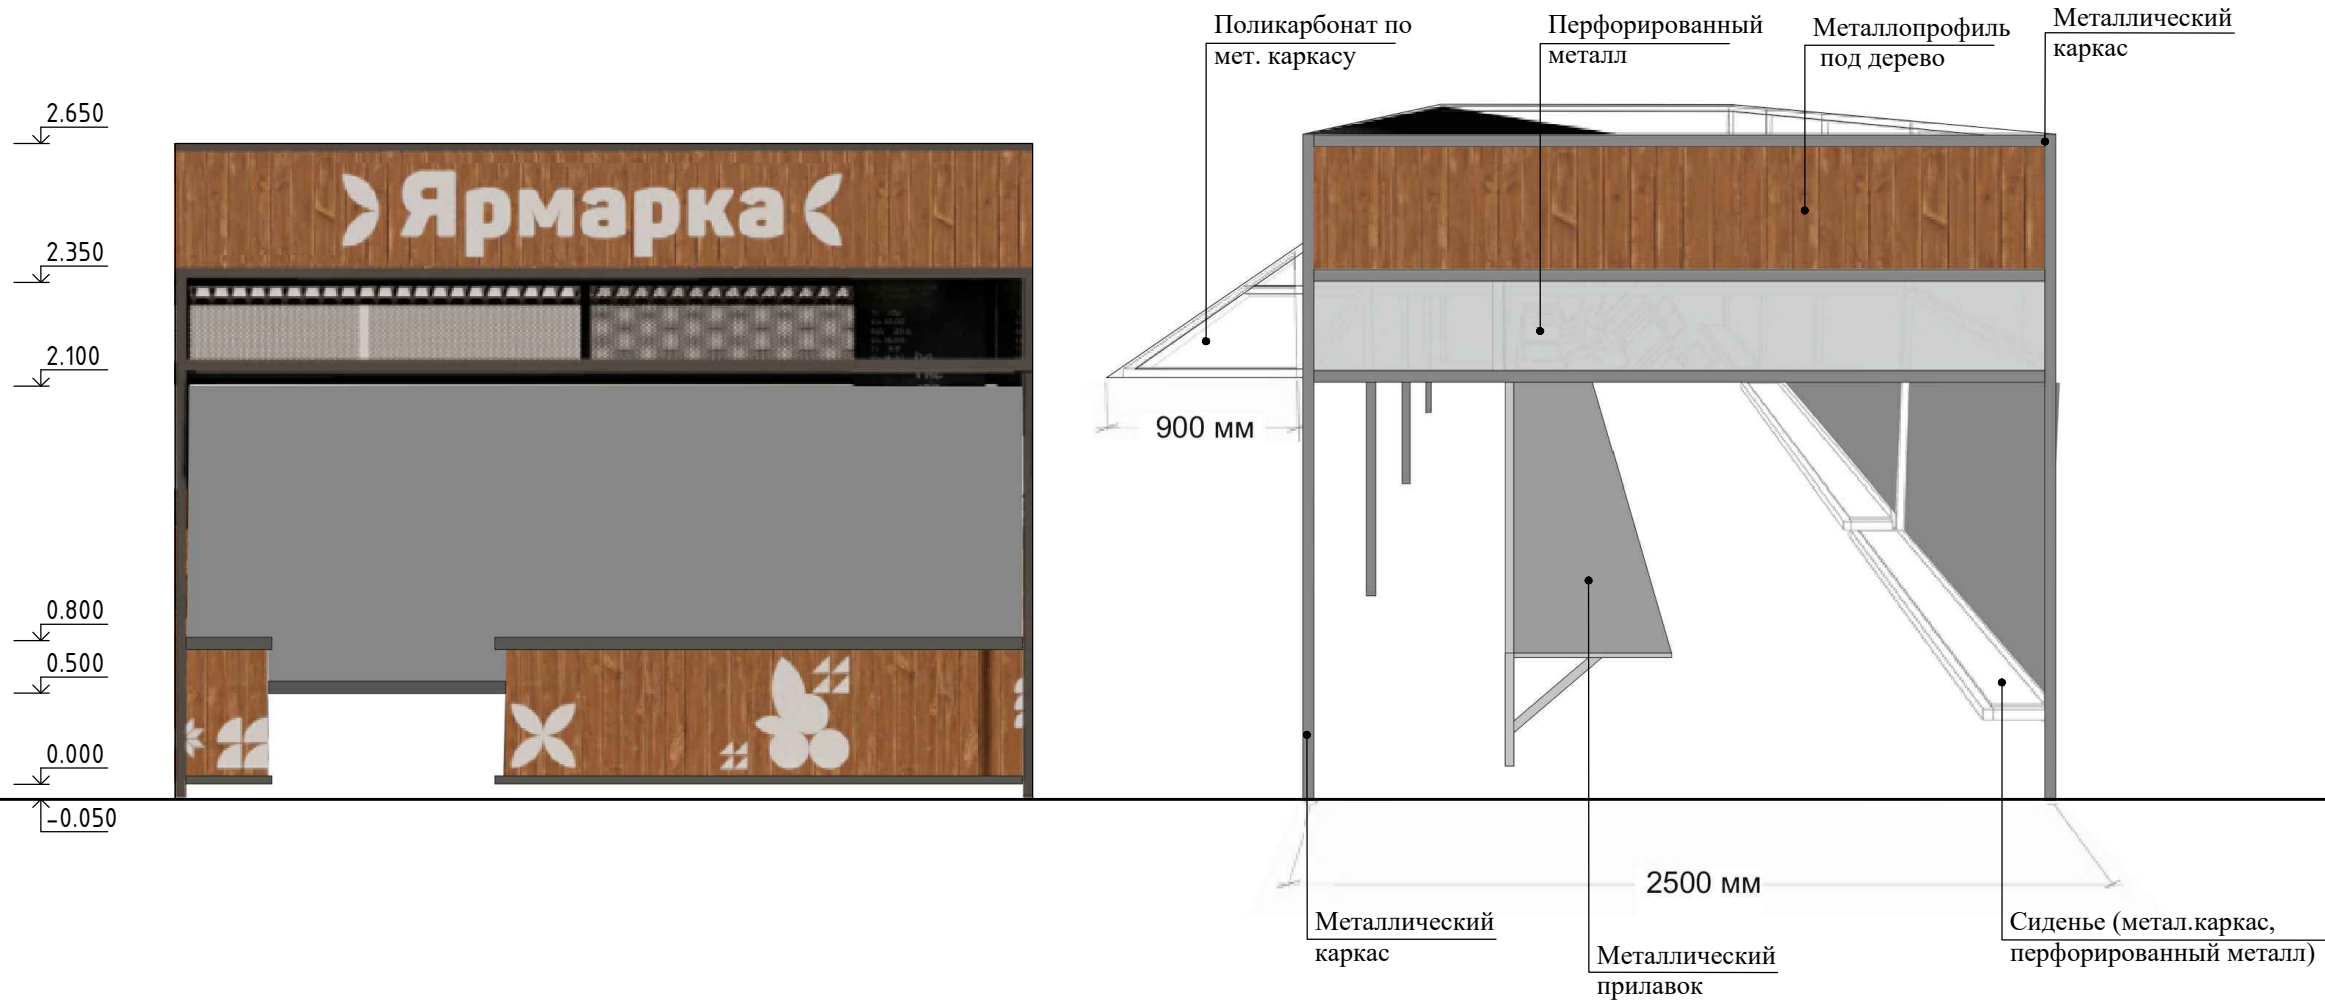 2.650
2.350
2.100
0.800
0.500
0.000
-0.050
Ярмарка
Поликарбонат по
мет. каркасу
Перфорированный
металл
Металлопрофиль
под дерево
Металлический
каркас
900 мм
2500 мм
Металлический
каркас
Металлический
прилавок
Сиденье (метал.каркас,
перфорированный металл)